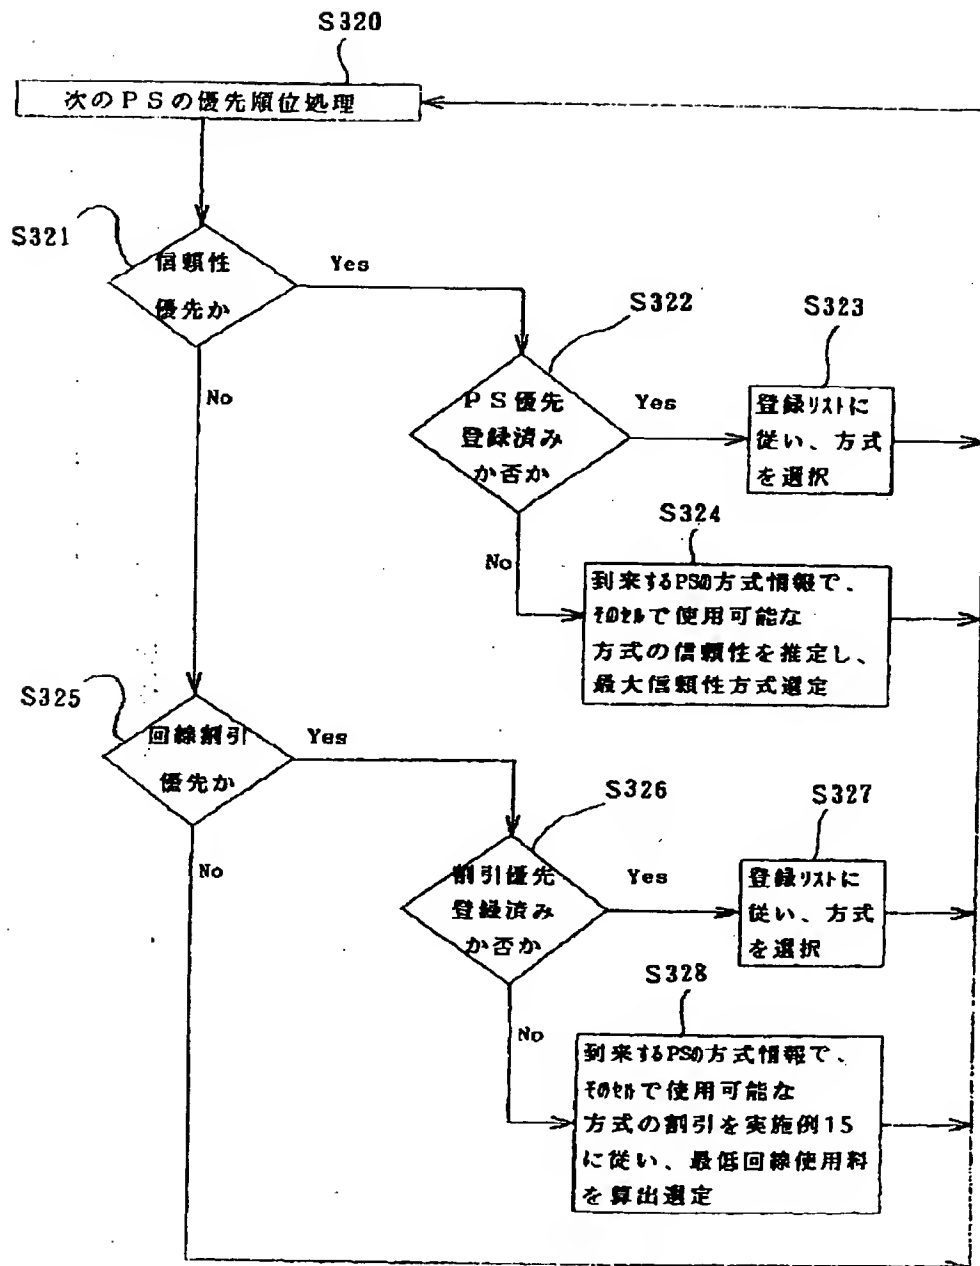 S320
次のPSの優先順位処理
S321
信頼性
優先か
Yes
No
S322
PS優先
登録済み
か否か
Yes
No
S323
登録リストに
従い、方式
を選択
S324
到来するPSの方式情報で、
そのセルで使用可能な
方式の信頼性を推定し、
最大信頼性方式選定
S325
回線割引
優先か
Yes
No
S326
割引優先
登録済み
か否か
Yes
No
S327
登録リストに
従い、方式
を選択
S328
到来するPSの方式情報で、
そのセルで使用可能な
方式の割引を実施例15
に従い、最低回線使用料
を算出選定